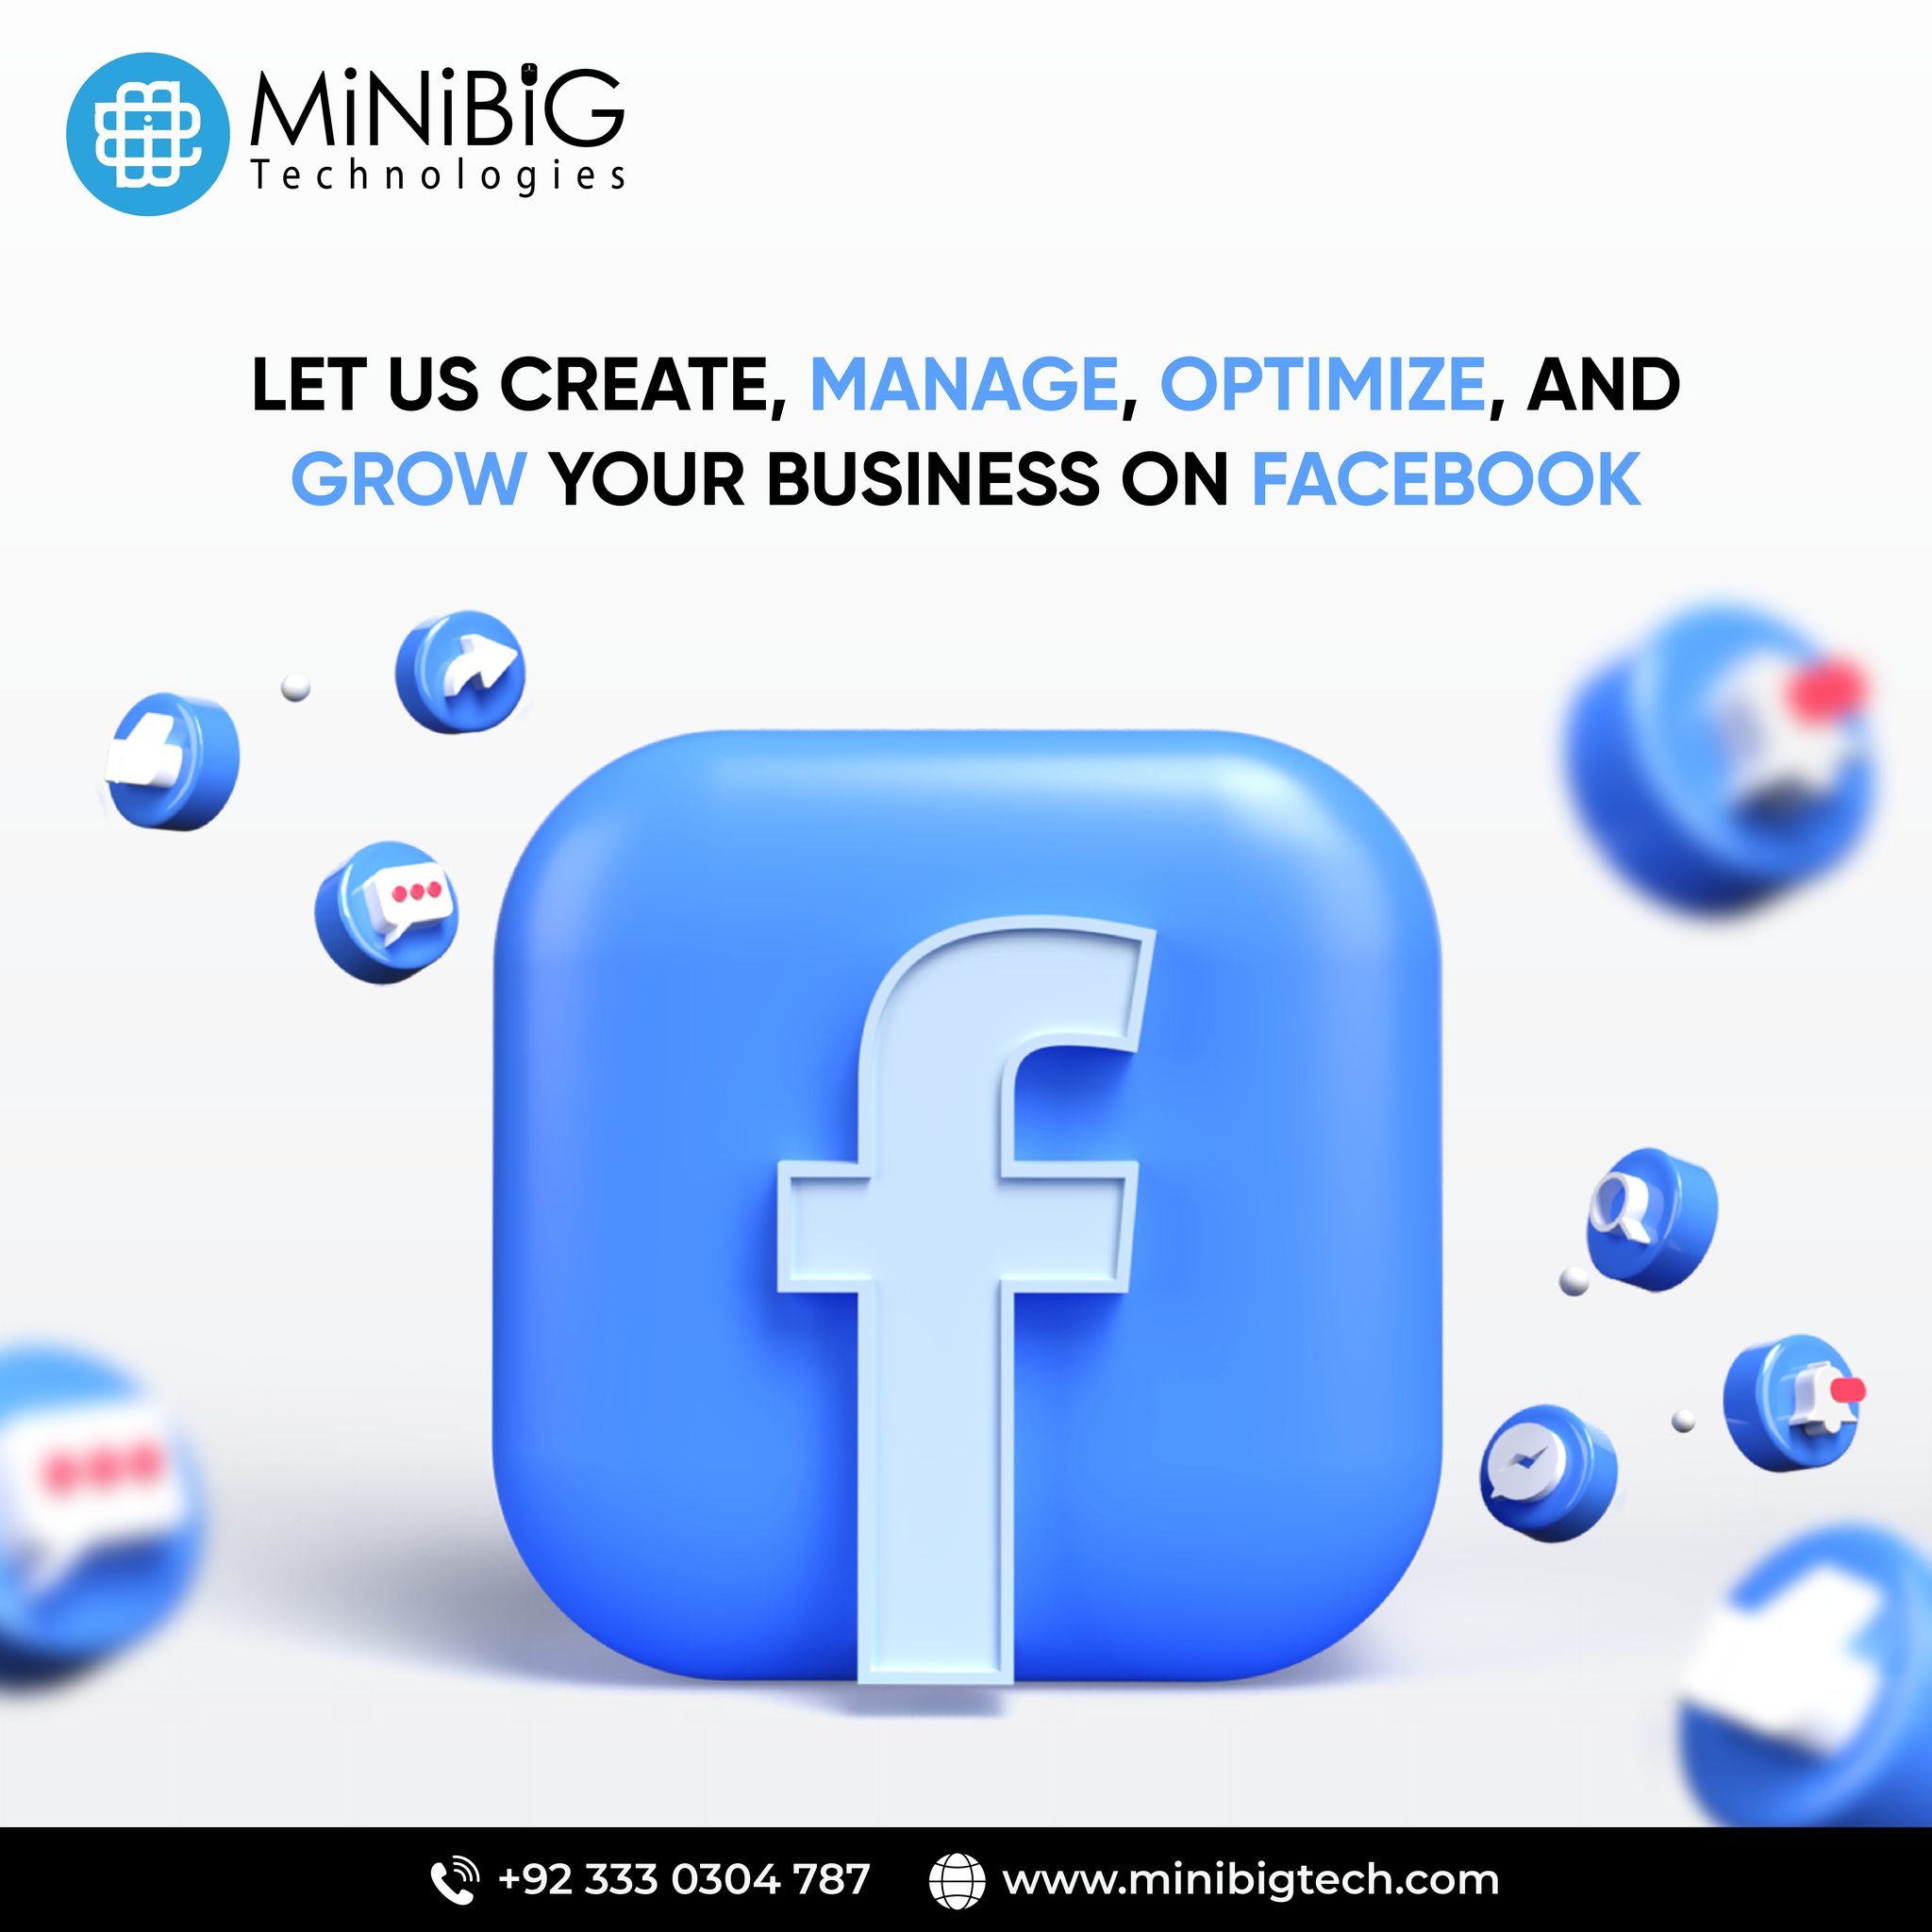 MiNiBiG
Technologies
LET US CREATE, MANAGE, OPTIMIZE, AND
GROW YOUR BUSINESS ON FACEBOOK
f
+92 333 0304 787 www.minibigtech.com